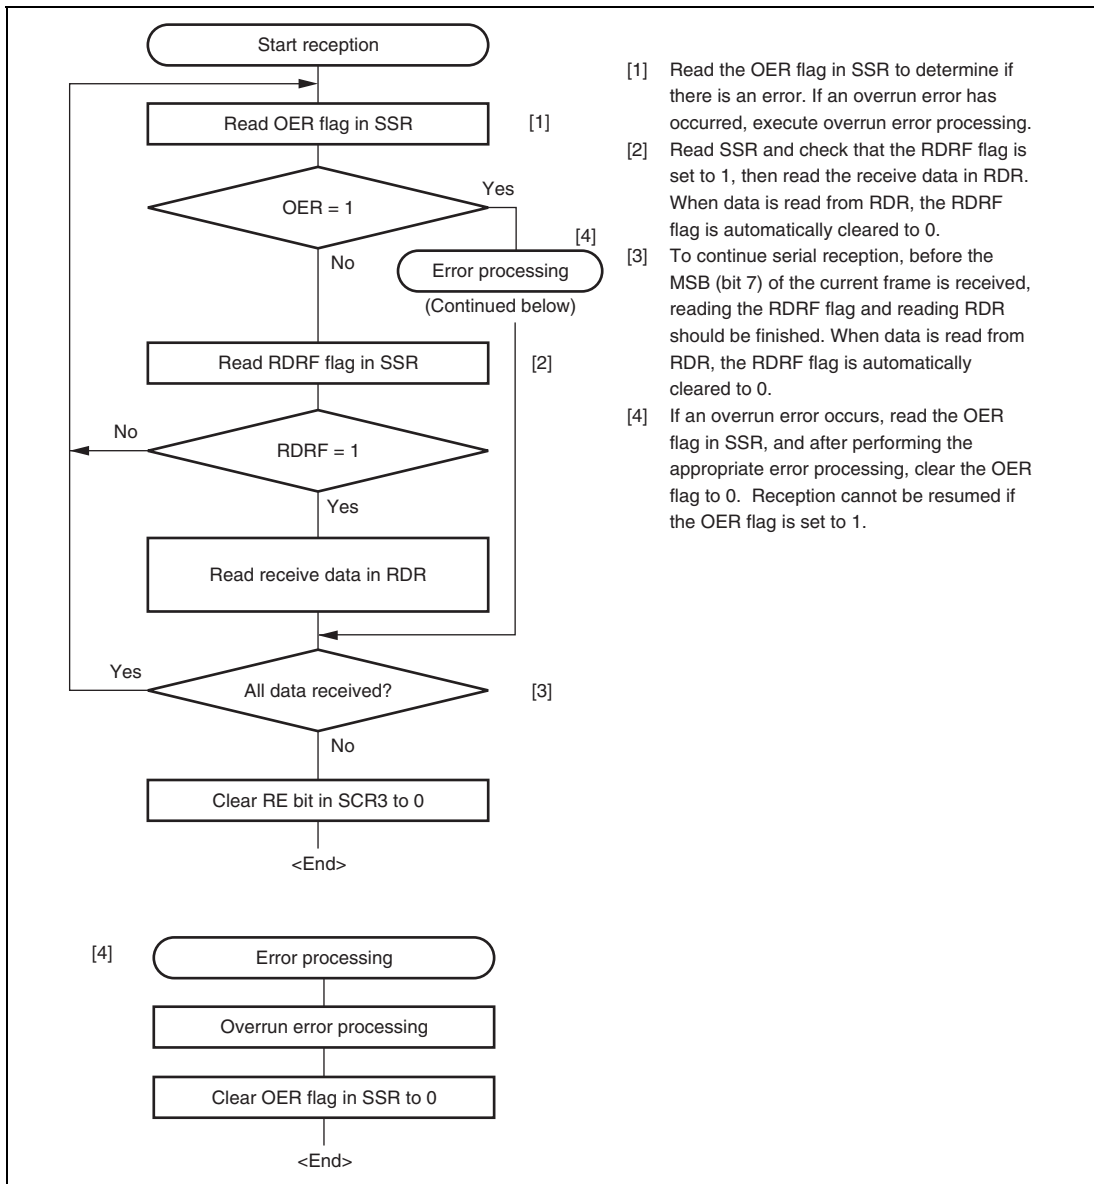 Start reception
Read OER flag in SSR
[1]
OER = 1
Yes
No
[4]
Error processing
(Continued below)
Read RDRF flag in SSR
[2]
No
RDRF = 1
Yes
Read receive data in RDR
Yes
All data received?
[3]
No
Clear RE bit in SCR3 to 0
<End>
[4]
Error processing
Overrun error processing
Clear OER flag in SSR to 0
<End>
[1] Read the OER flag in SSR to determine if
there is an error. If an overrun error has
occurred, execute overrun error processing.
[2] Read SSR and check that the RDRF flag is
set to 1, then read the receive data in RDR.
When data is read from RDR, the RDRF
flag is automatically cleared to 0.
[3] To continue serial reception, before the
MSB (bit 7) of the current frame is received,
reading the RDRF flag and reading RDR
should be finished. When data is read from
RDR, the RDRF flag is automatically
cleared to 0.
[4] If an overrun error occurs, read the OER
flag in SSR, and after performing the
appropriate error processing, clear the OER
flag to 0. Reception cannot be resumed if
the OER flag is set to 1.